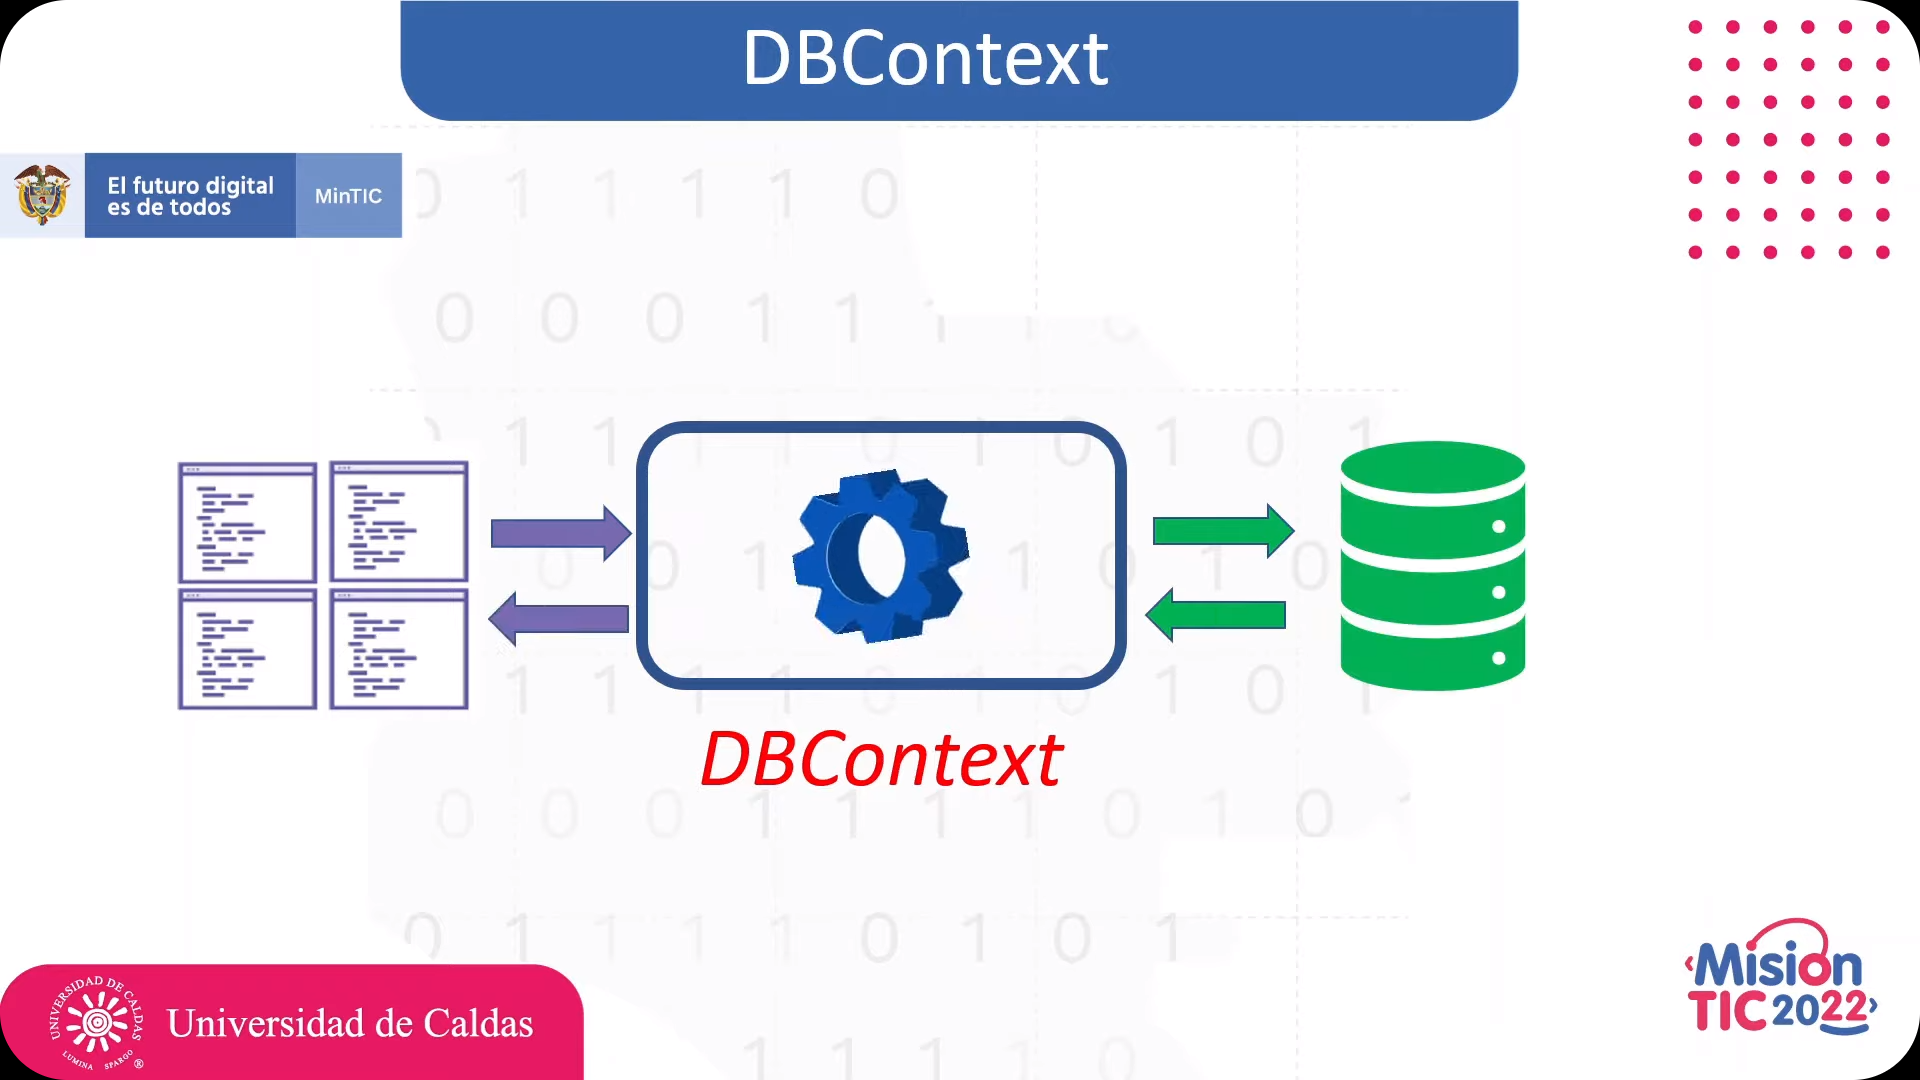 DBContext
El futuro digital
es de todos
MinTIC
DBContext
UNIVERSIDAD DE CALDAS
LUMINA SPARGO
®
Universidad de Caldas
Misión
TIC 2022